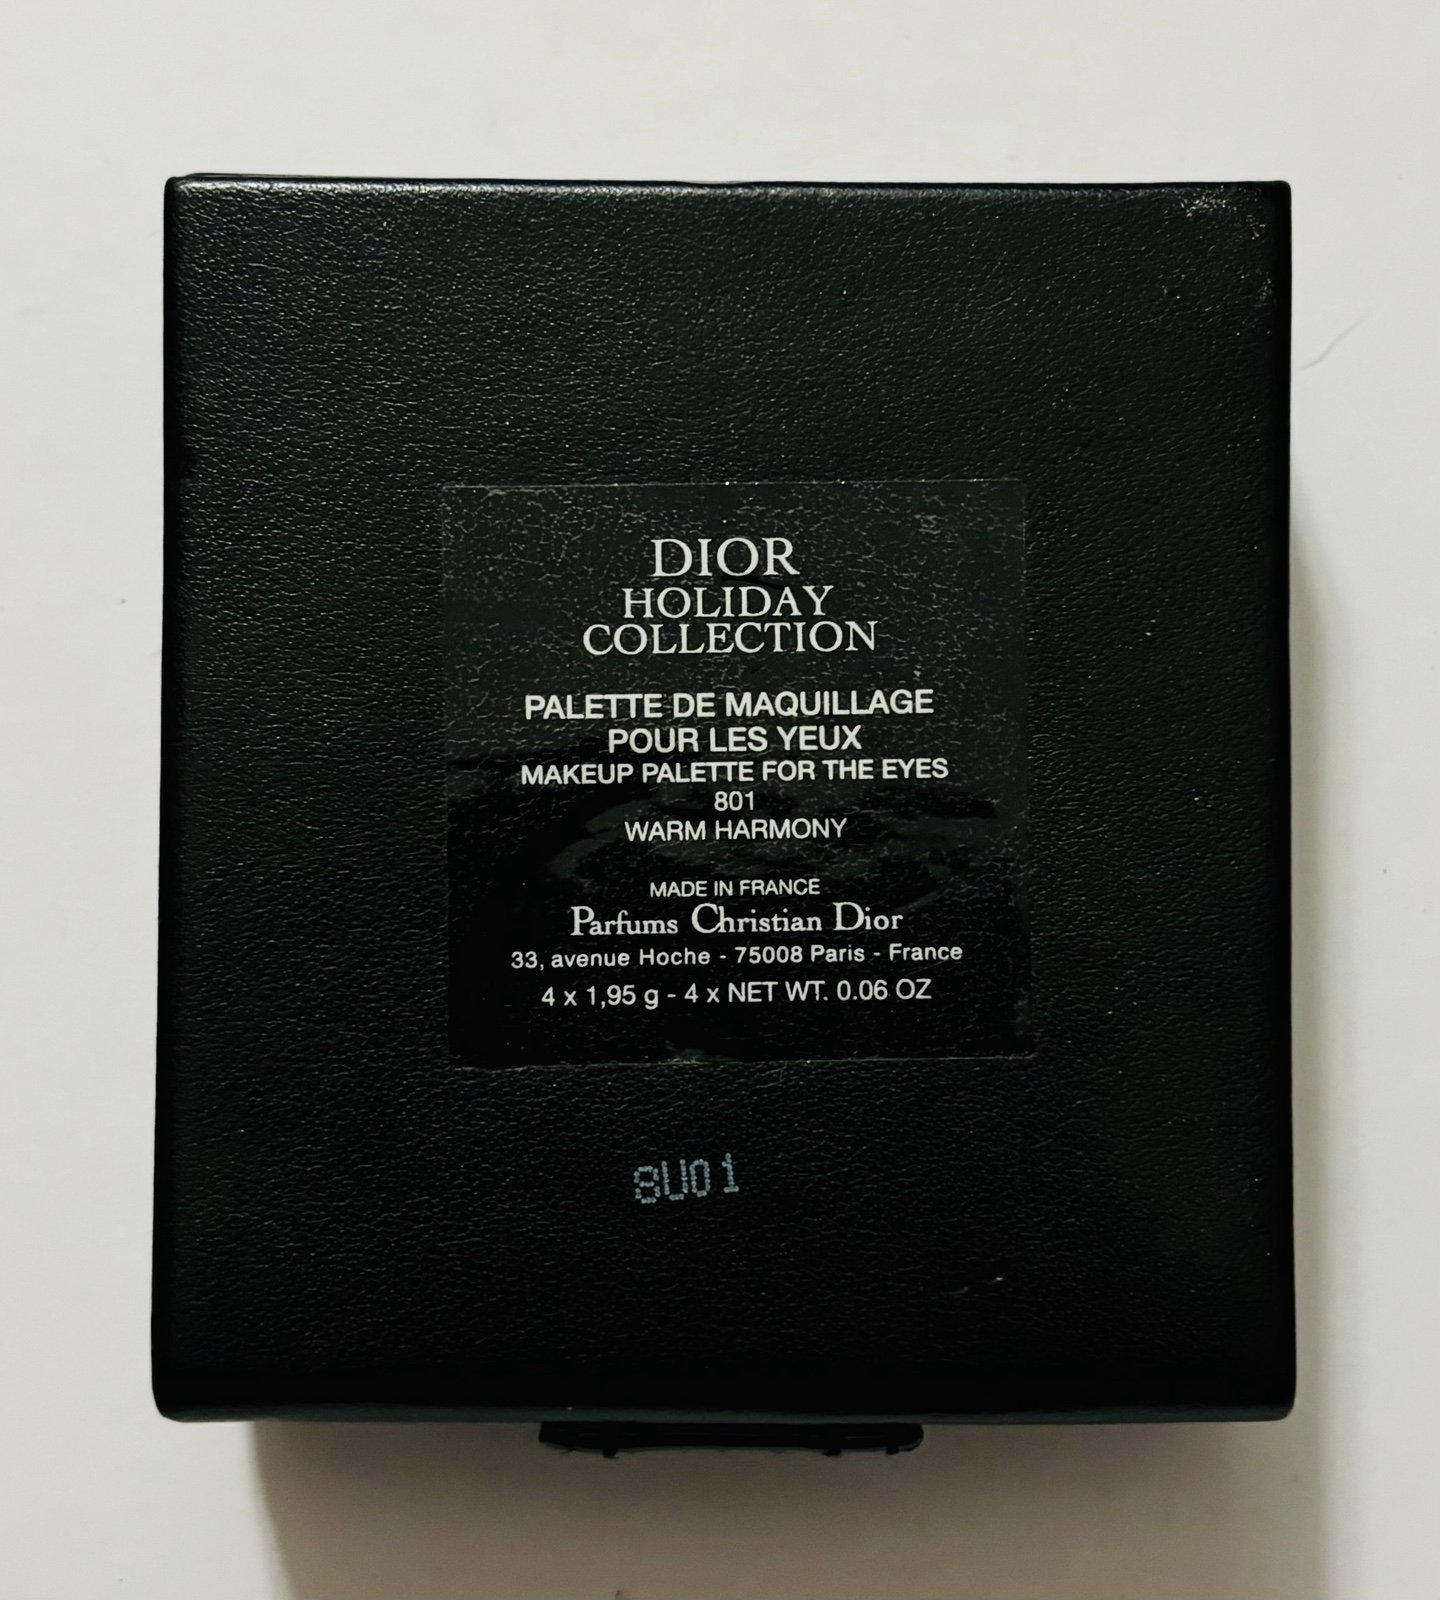 DIOR
HOLIDAY
COLLECTION
PALETTE DE MAQUILLAGE
POUR LES YEUX
MAKEUP PALETTE FOR THE EYES
801
WARM HARMONY
MADE IN FRANCE
Parfums Christian Dior
33, avenue Hoche - 75008 Paris - France
4 x 1,95 g - 4 x NET WT. 0.06 OZ
8U01